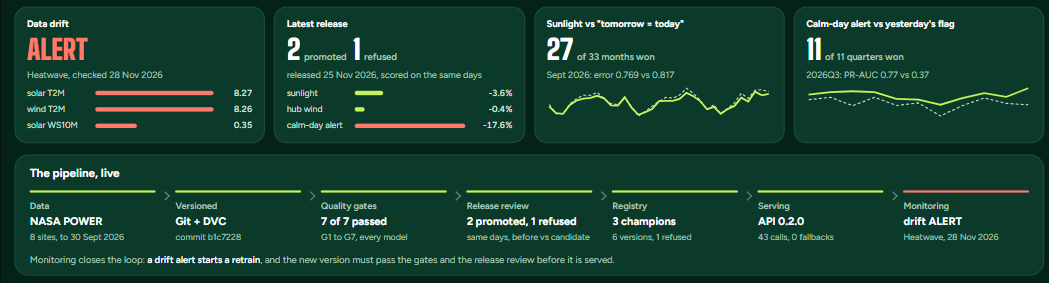 Data drift
ALERT
Heatwave, checked 28 Nov 2026
solar T2M 8.27
wind T2M 8.26
solar WS10M 0.35
Latest release
2 promoted 1 refused
released 25 Nov 2026, scored on the same days
sunlight -3.6%
hub wind -0.4%
calm-day alert -17.6%
Sunlight vs "tomorrow = today"
27 of 33 months won
Sept 2026: error 0.769 vs 0.817
Calm-day alert vs yesterday's flag
11 of 11 quarters won
2026Q3: PR-AUC 0.77 vs 0.37
The pipeline, live
Data
NASA POWER
8 sites, to 30 Sept 2026
Versioned
Git + DVC
commit b1c7228
Quality gates
7 of 7 passed
G1 to G7, every model
Release review
2 promoted, 1 refused
same days, before vs candidate
Registry
3 champions
6 versions, 1 refused
Serving
API 0.2.0
43 calls, 0 fallbacks
Monitoring
drift ALERT
Heatwave, 28 Nov 2026
Monitoring closes the loop: a drift alert starts a retrain, and the new version must pass the gates and the release review before it is served.